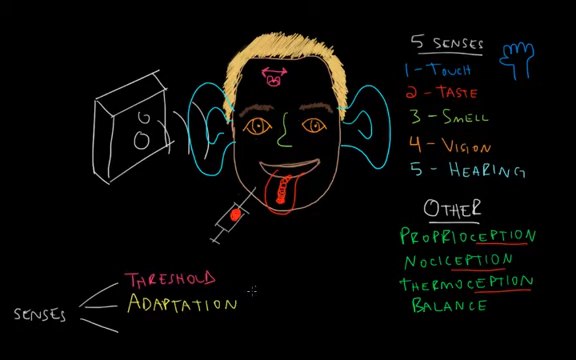 5 SENSES
1 - TOUCH
2 - TASTE
3 - SMELL
4 - VISION
5 - HEARING
OTHER
PROPRIOCEPTION
NOCICEPTION
THERMOCEPTION
BALANCE
THRESHOLD
ADAPTATION
SENSES